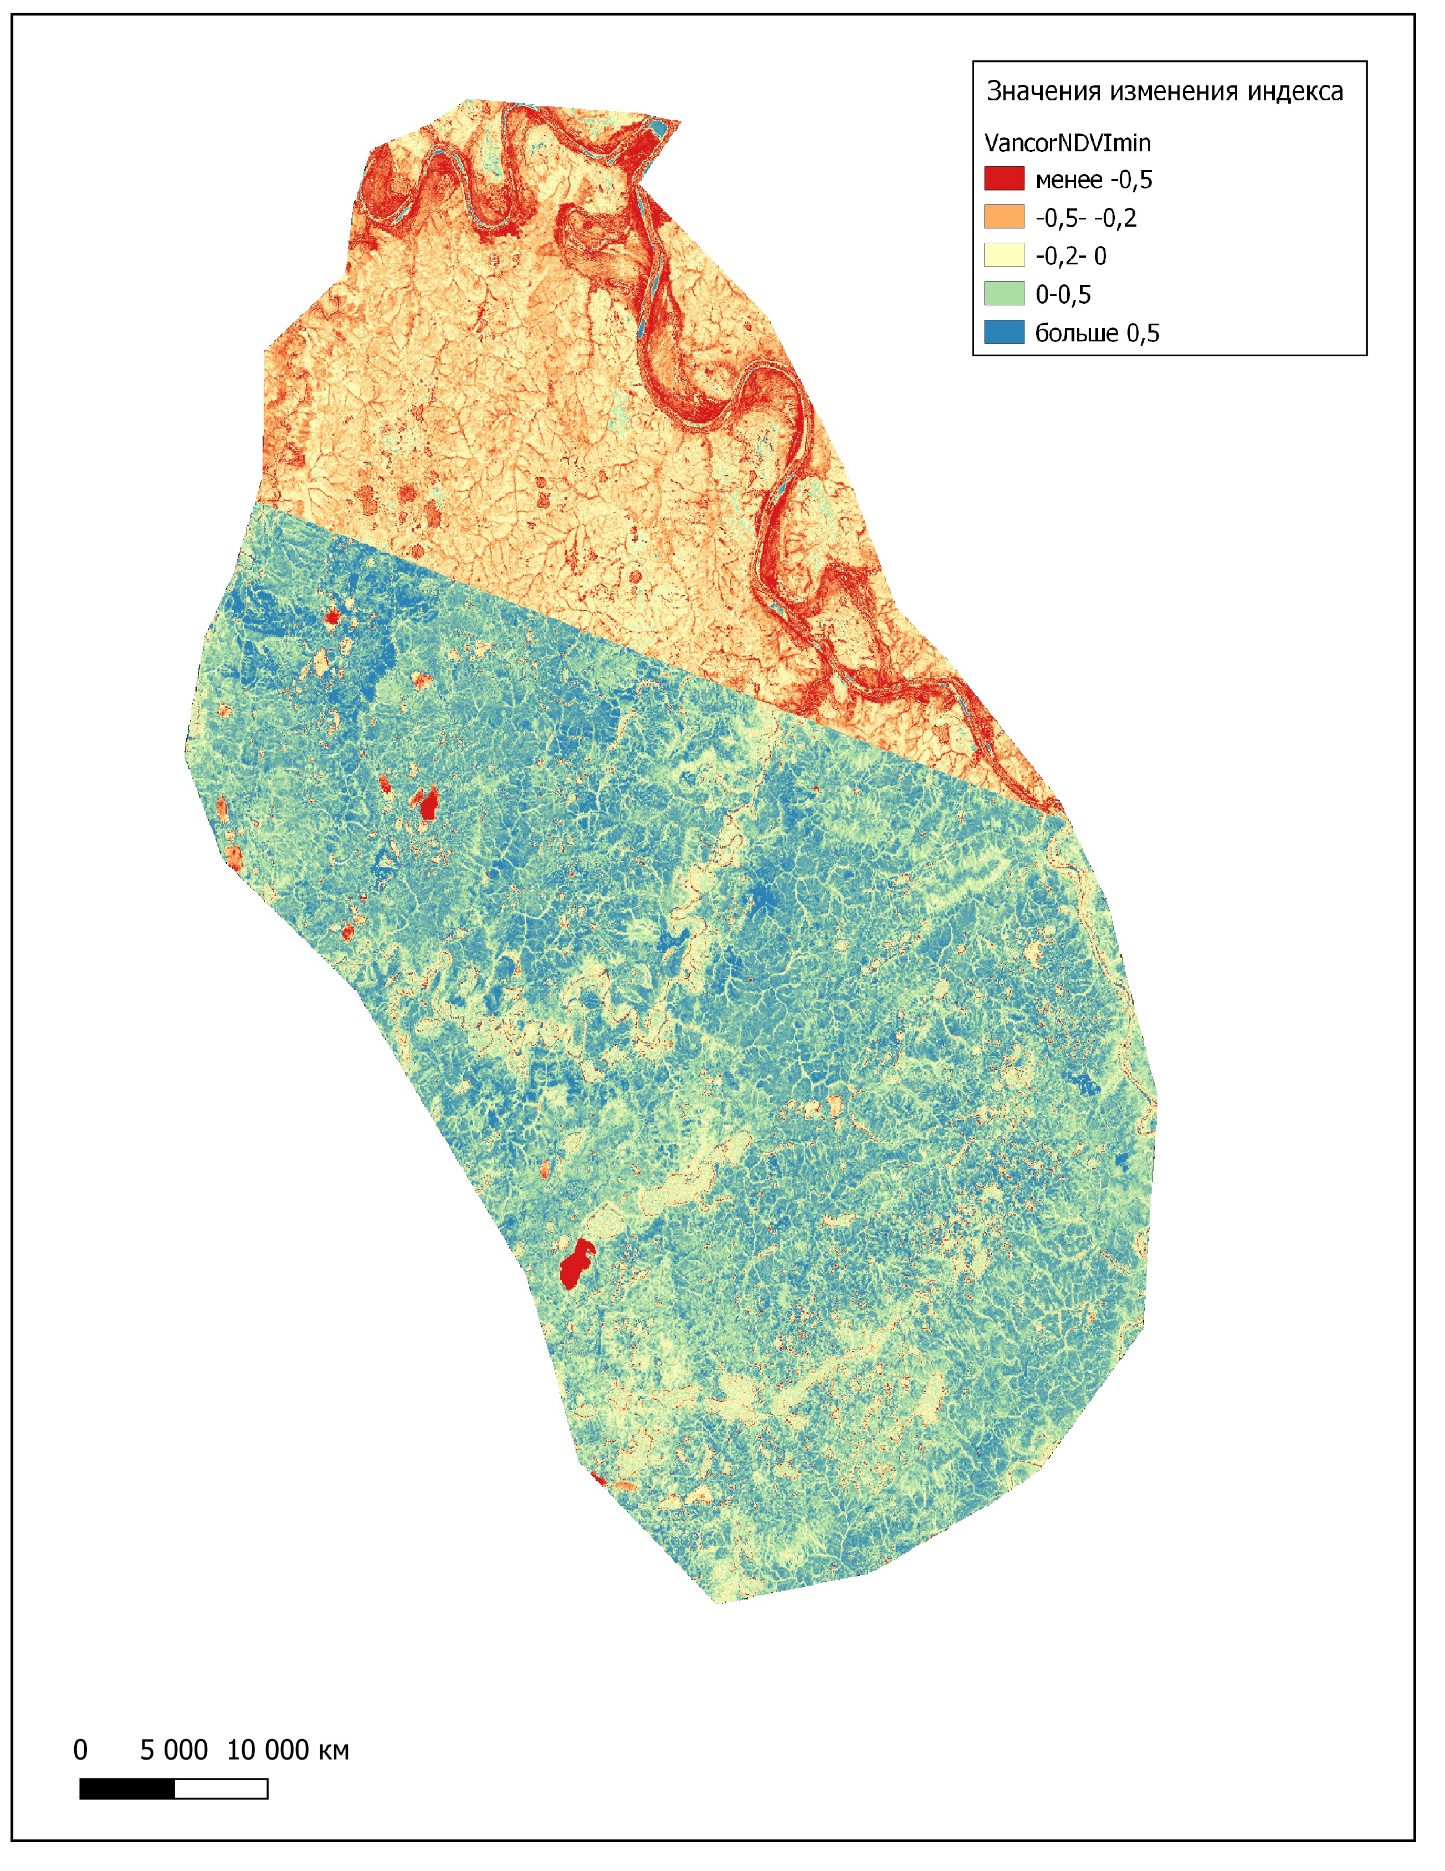 Значения изменения индекса
VancorNDVImin
менее -0,5
-0,5- -0,2
-0,2- 0
0-0,5
больше 0,5
0 5 000 10 000 км